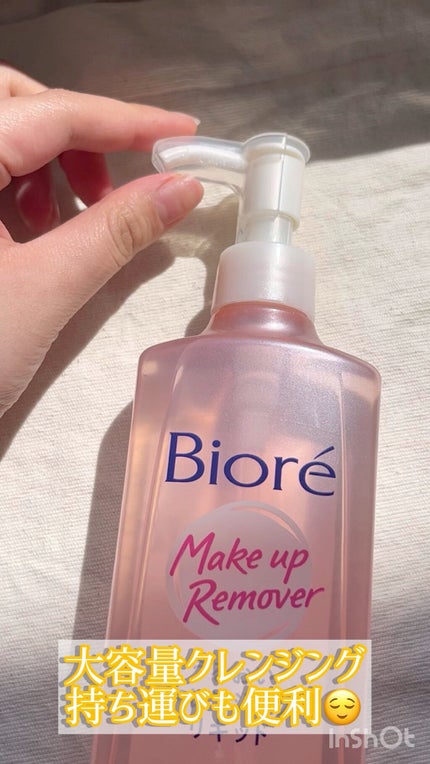 Bioré
Make up
Remover
大容量クレンジング
持ち運びも便利😌
リキッド
InShOt